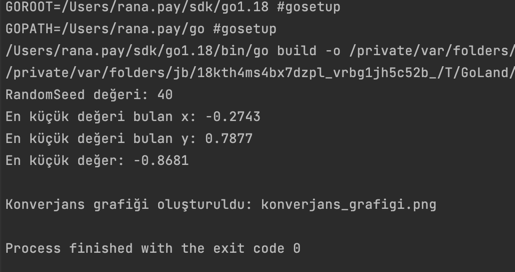 GOROOT=/Users/rana.pay/sdk/go1.18 #gosetup
GOPATH=/Users/rana.pay/go #gosetup
/Users/rana.pay/sdk/go1.18/bin/go build -o /private/var/folders/
/private/var/folders/jb/18kth4ms4bx7dzpl_vrbg1jh5c52b_/T/GoLand/
RandomSeed değeri: 40
En küçük değeri bulan x: -0.2743
En küçük değeri bulan y: 0.7877
En küçük değer: -0.8681
Konverjans grafiği oluşturuldu: konverjans_grafigi.png
Process finished with the exit code 0